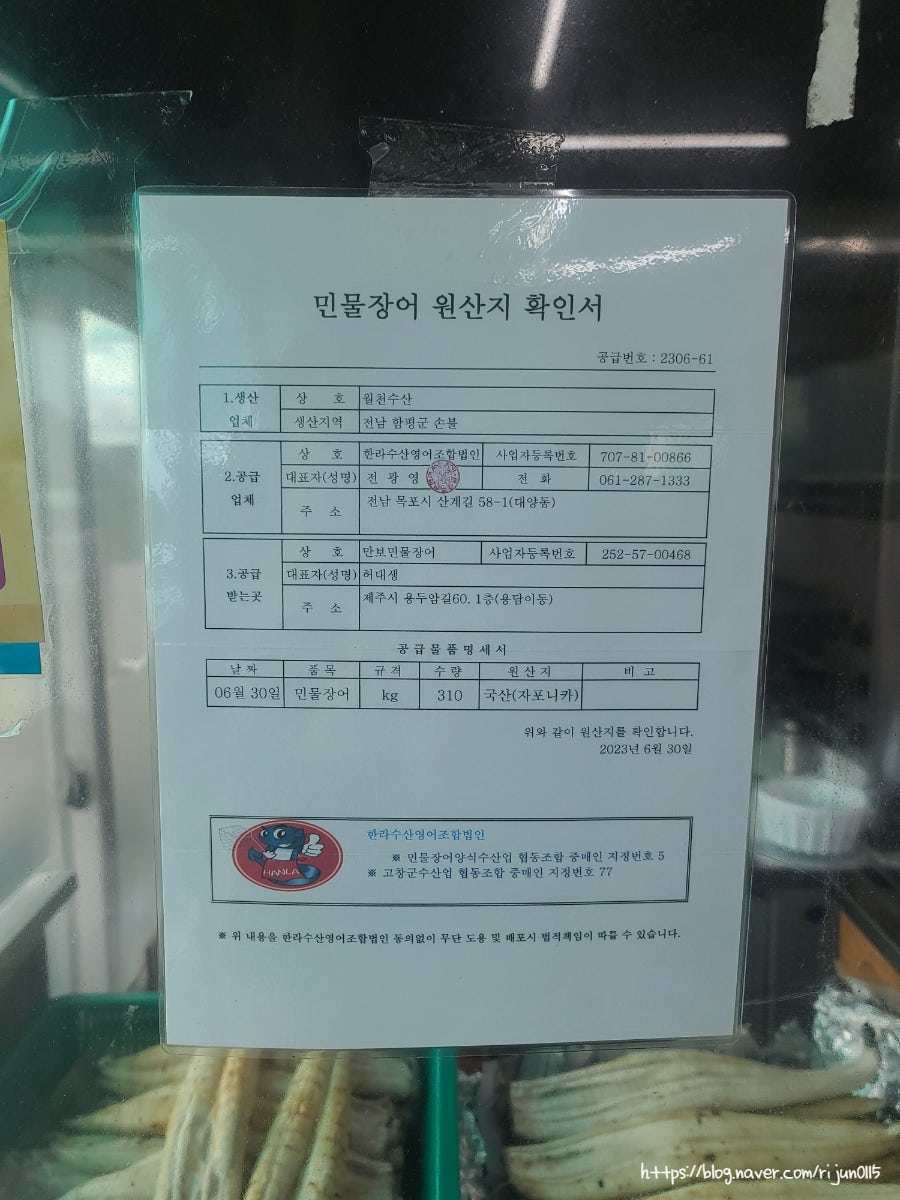 민물장어 원산지 확인서
공급번호 : 2306-61
1.생산 업체
상 호 월천수산
생산지역 전남 함평군 손불
2.공급 업체
상 호 한라수산영어조합법인 사업자등록번호 707-81-00866
대표자(성명) 전 광 영 전 화 061-287-1333
주 소 전남 목포시 산계길 58-1(대양동)
3.공급 받는곳
상 호 만보민물장어 사업자등록번호 252-57-00468
대표자(성명) 허대생
주 소 제주시 용두암길60. 1층(용담이동)
공급물품명세서
날짜 품목 규격 수량 원산지 비고
06월 30일 민물장어 kg 310 국산(자포니카)
위와 같이 원산지를 확인합니다.
2023년 6월 30일
HANLA
한라수산영어조합법인
※ 민물장어양식수산업 협동조합 중매인 지정번호 5
※ 고창군수산업 협동조합 중매인 지정번호 77
※ 위 내용을 한라수산영어조합법인 동의없이 무단 도용 및 배포시 법적책임이 따를 수 있습니다.
https://blog.naver.com/rijun0115